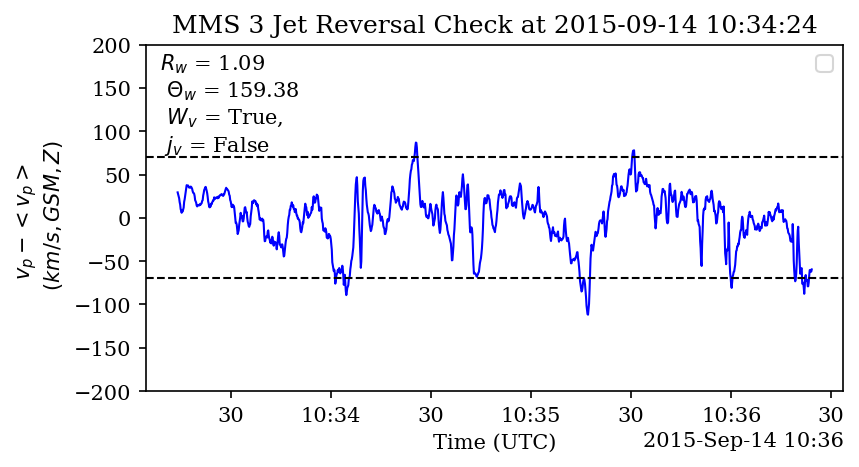 MMS 3 Jet Reversal Check at 2015-09-14 10:34:24
R_w = 1.09
Θ_w = 159.38
W_v = True,
j_v = False
200
150
100
50
0
−50
−100
−150
−200
v_p − < v_p >
(km/s, GSM, Z)
30
10:34
30
10:35
30
10:36
30
Time (UTC)
2015-Sep-14 10:36